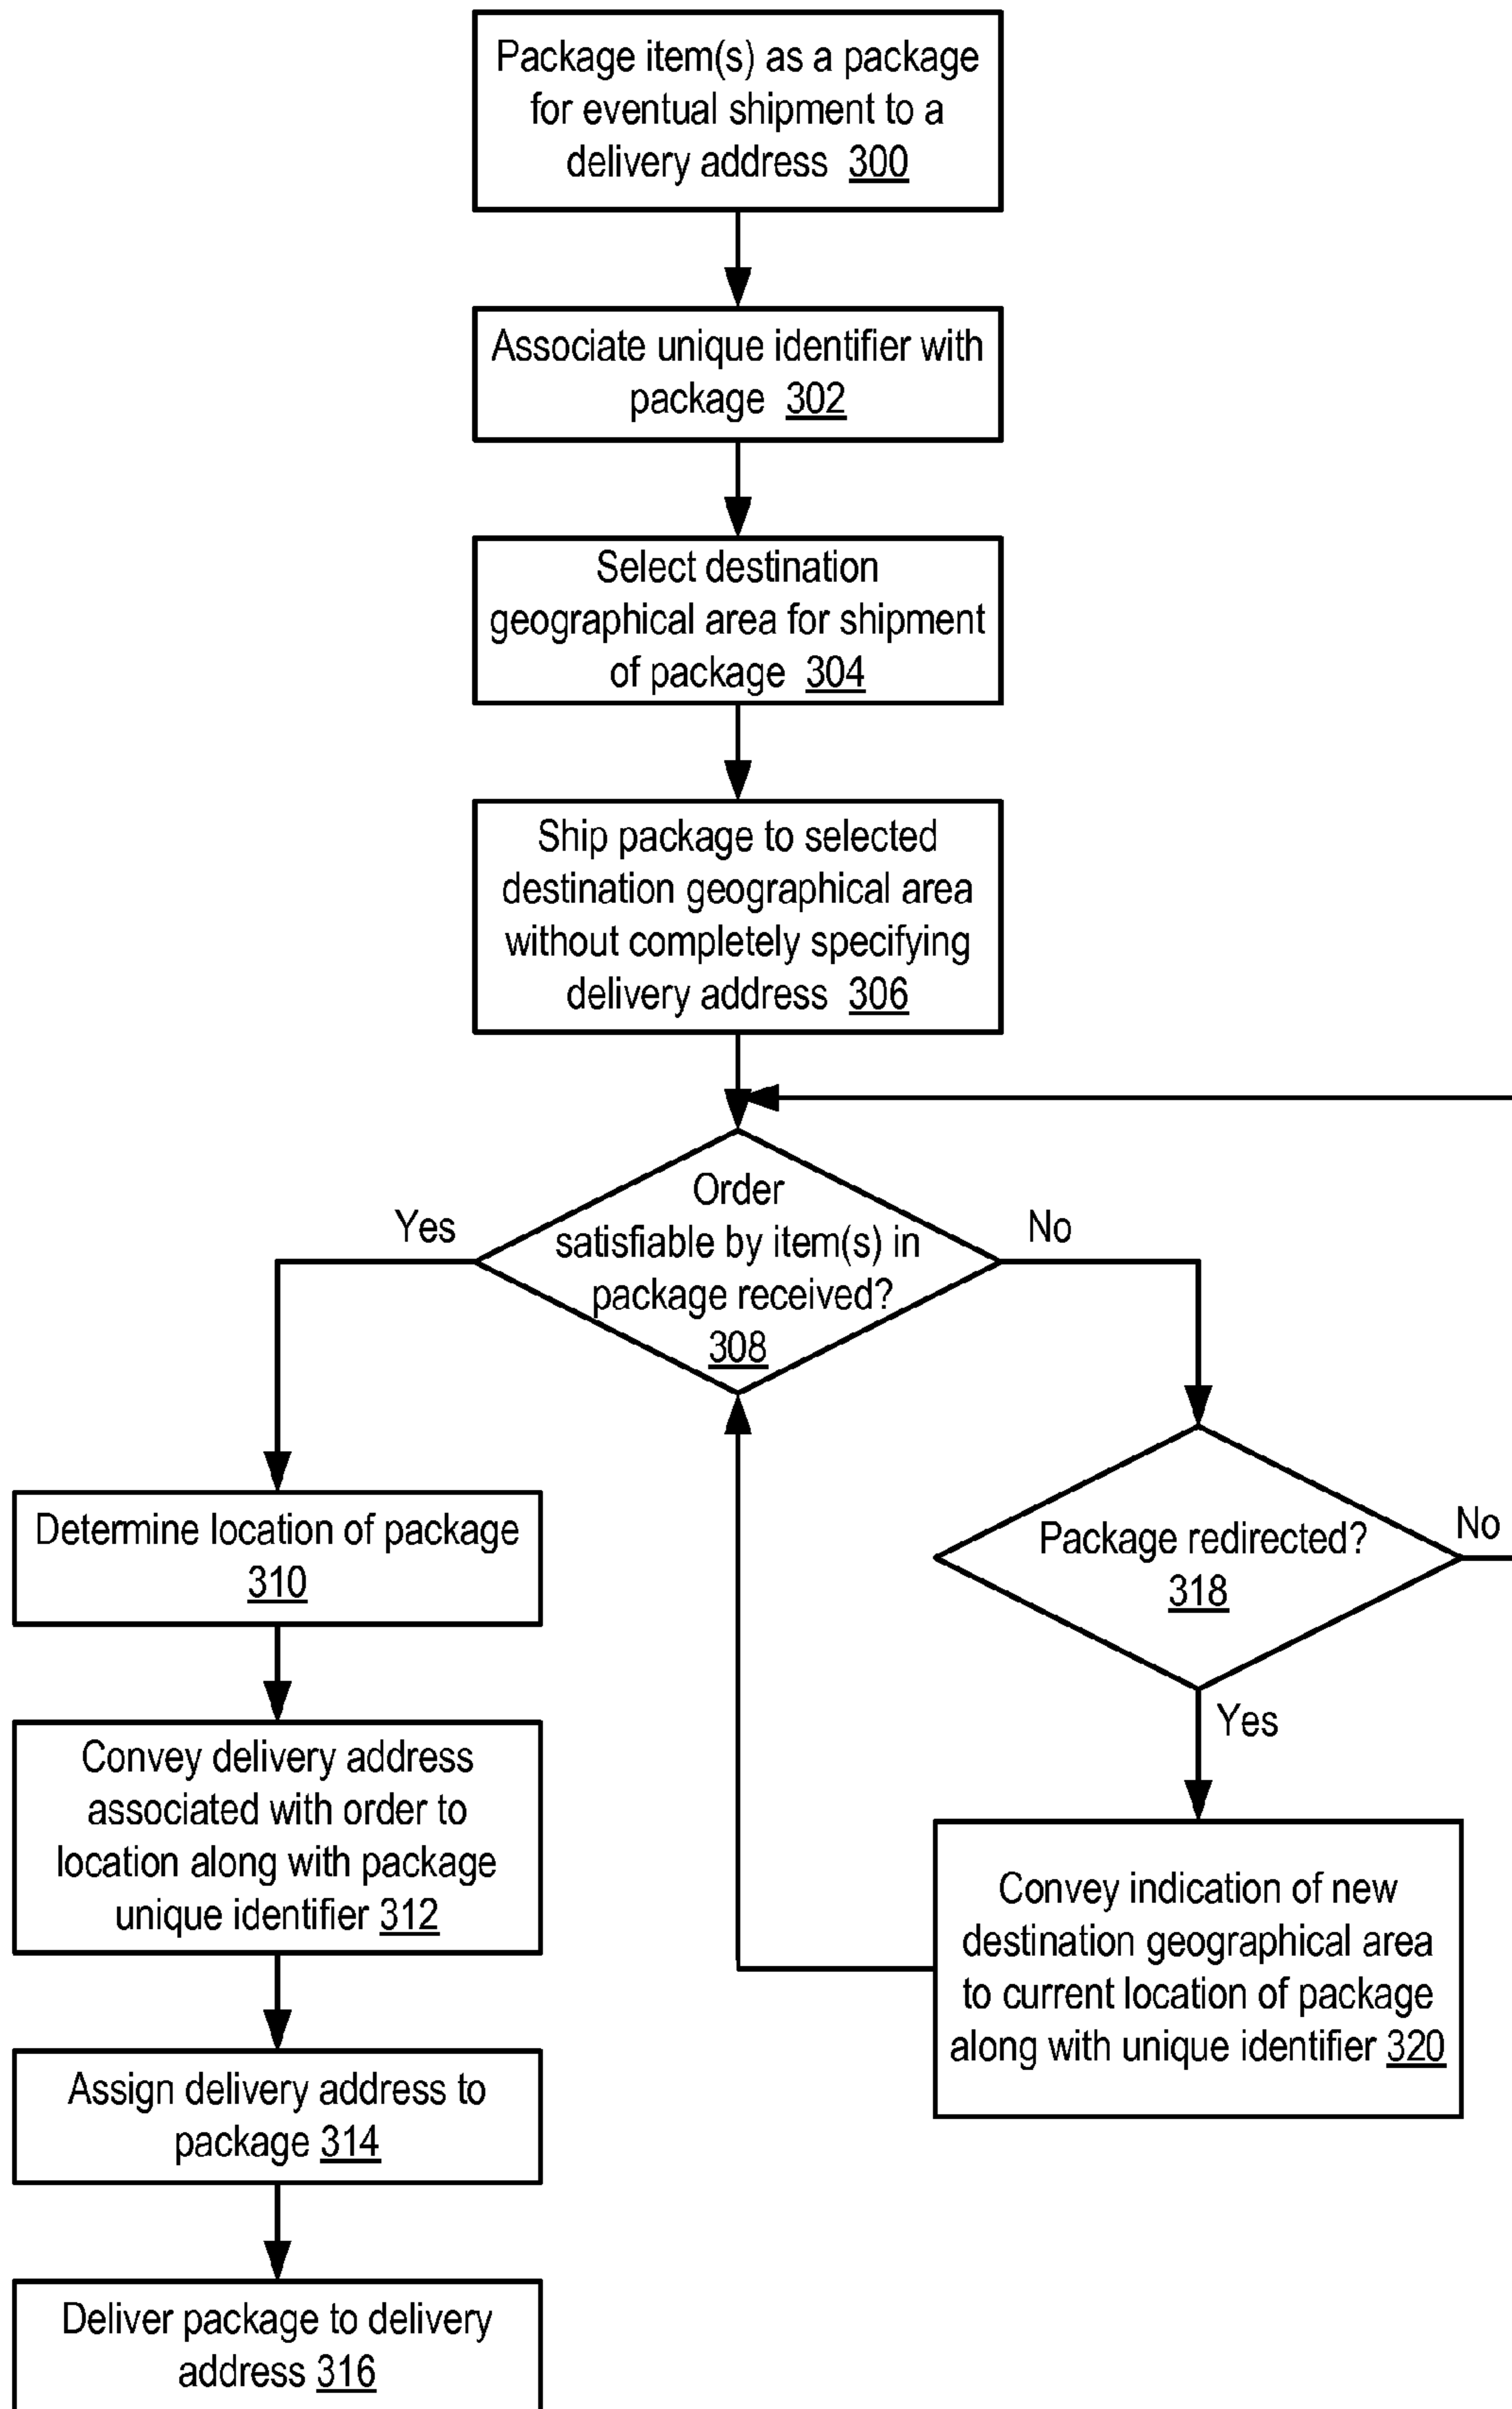 Package item(s) as a package
for eventual shipment to a
delivery address 300
Associate unique identifier with
package 302
Select destination
geographical area for shipment
of package 304
Ship package to selected
destination geographical area
without completely specifying
delivery address 306
Order
satisfiable by item(s) in
package received?
308
Yes
No
Determine location of package
310
Package redirected?
318
No
Yes
Convey delivery address
associated with order to
location along with package
unique identifier 312
Convey indication of new
destination geographical area
to current location of package
along with unique identifier 320
Assign delivery address to
package 314
Deliver package to delivery
address 316